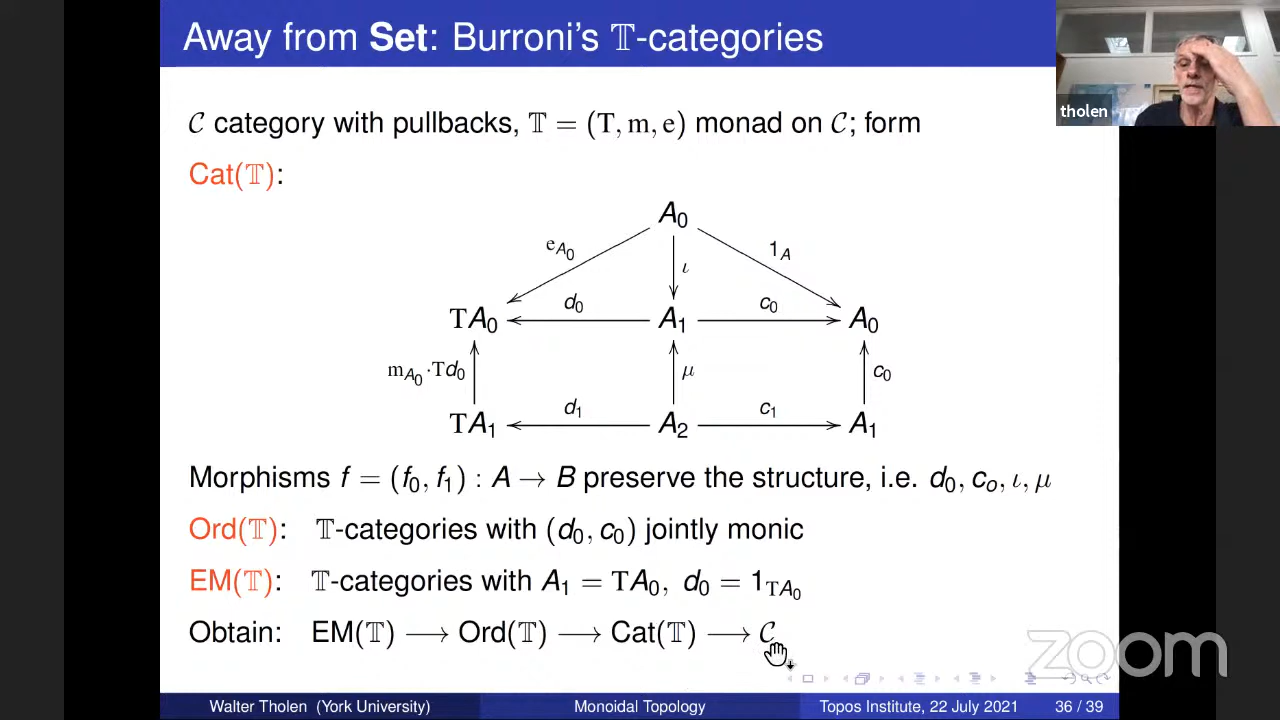 Away from Set: Burroni's 𝕋-categories
tholen
𝒞 category with pullbacks, 𝕋 = (T, m, e) monad on 𝒞; form
Cat(𝕋):
A₀
e_{A₀} ι 1_A
TA₀ d₀ A₁ c₀ A₀
m_{A₀}·Td₀ μ c₀
TA₁ d₁ A₂ c₁ A₁
Morphisms f = (f₀, f₁) : A → B preserve the structure, i.e. d₀, c_o, ι, μ
Ord(𝕋): 𝕋-categories with (d₀, c₀) jointly monic
EM(𝕋): 𝕋-categories with A₁ = TA₀, d₀ = 1_{TA₀}
Obtain: EM(𝕋) ⟶ Ord(𝕋) ⟶ Cat(𝕋) ⟶ 𝒞
zoom
Walter Tholen (York University) Monoidal Topology Topos Institute, 22 July 2021 36 / 39